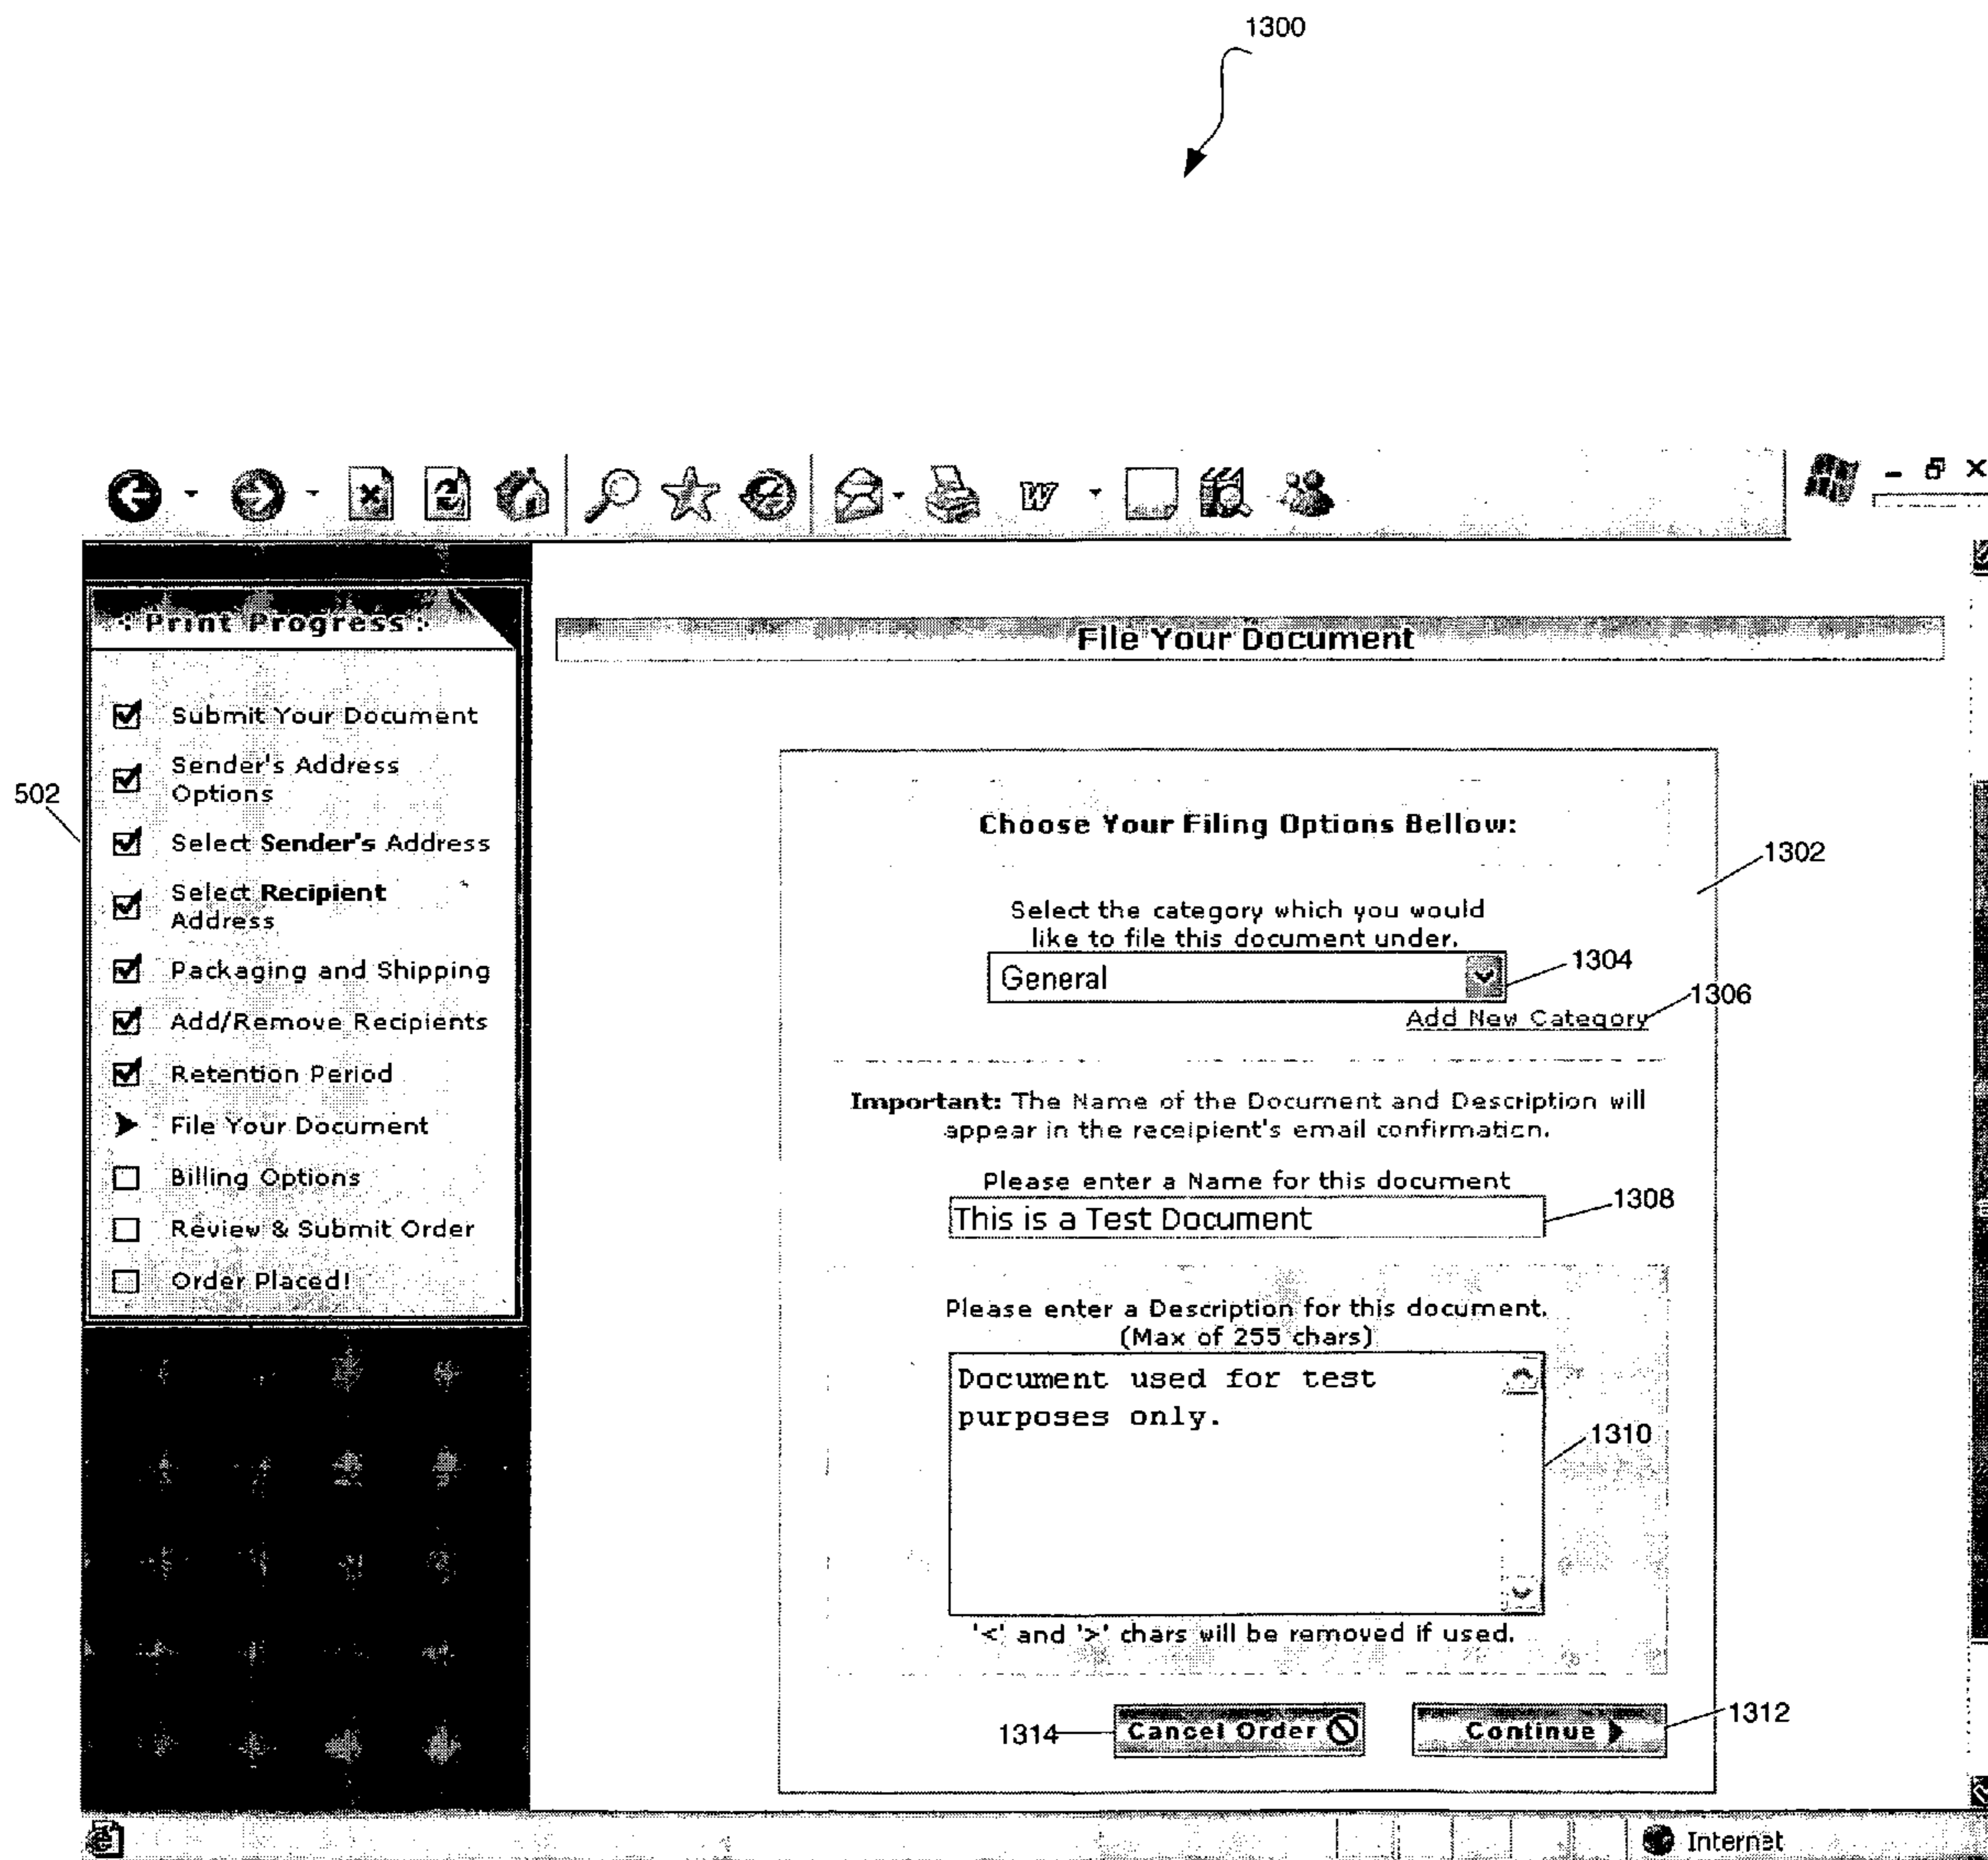 1300
Print Progress
File Your Document
Submit Your Document
Sender's Address
Options
502
Select Sender's Address
Select Recipient
Address
Packaging and Shipping
Add/Remove Recipients
Retention Period
File Your Document
Billing Options
Review & Submit Order
Order Placed!
Choose Your Filing Options Bellow:
1302
Select the category which you would
like to file this document under.
General
1304
1306
Add New Category
Important: The Name of the Document and Description will
appear in the receipient's email confirmation.
Please enter a Name for this document
This is a Test Document
1308
Please enter a Description for this document.
(Max of 255 chars)
Document used for test
purposes only.
1310
'<' and '>' chars will be removed if used.
1314
Cancel Order
Continue
1312
Internet